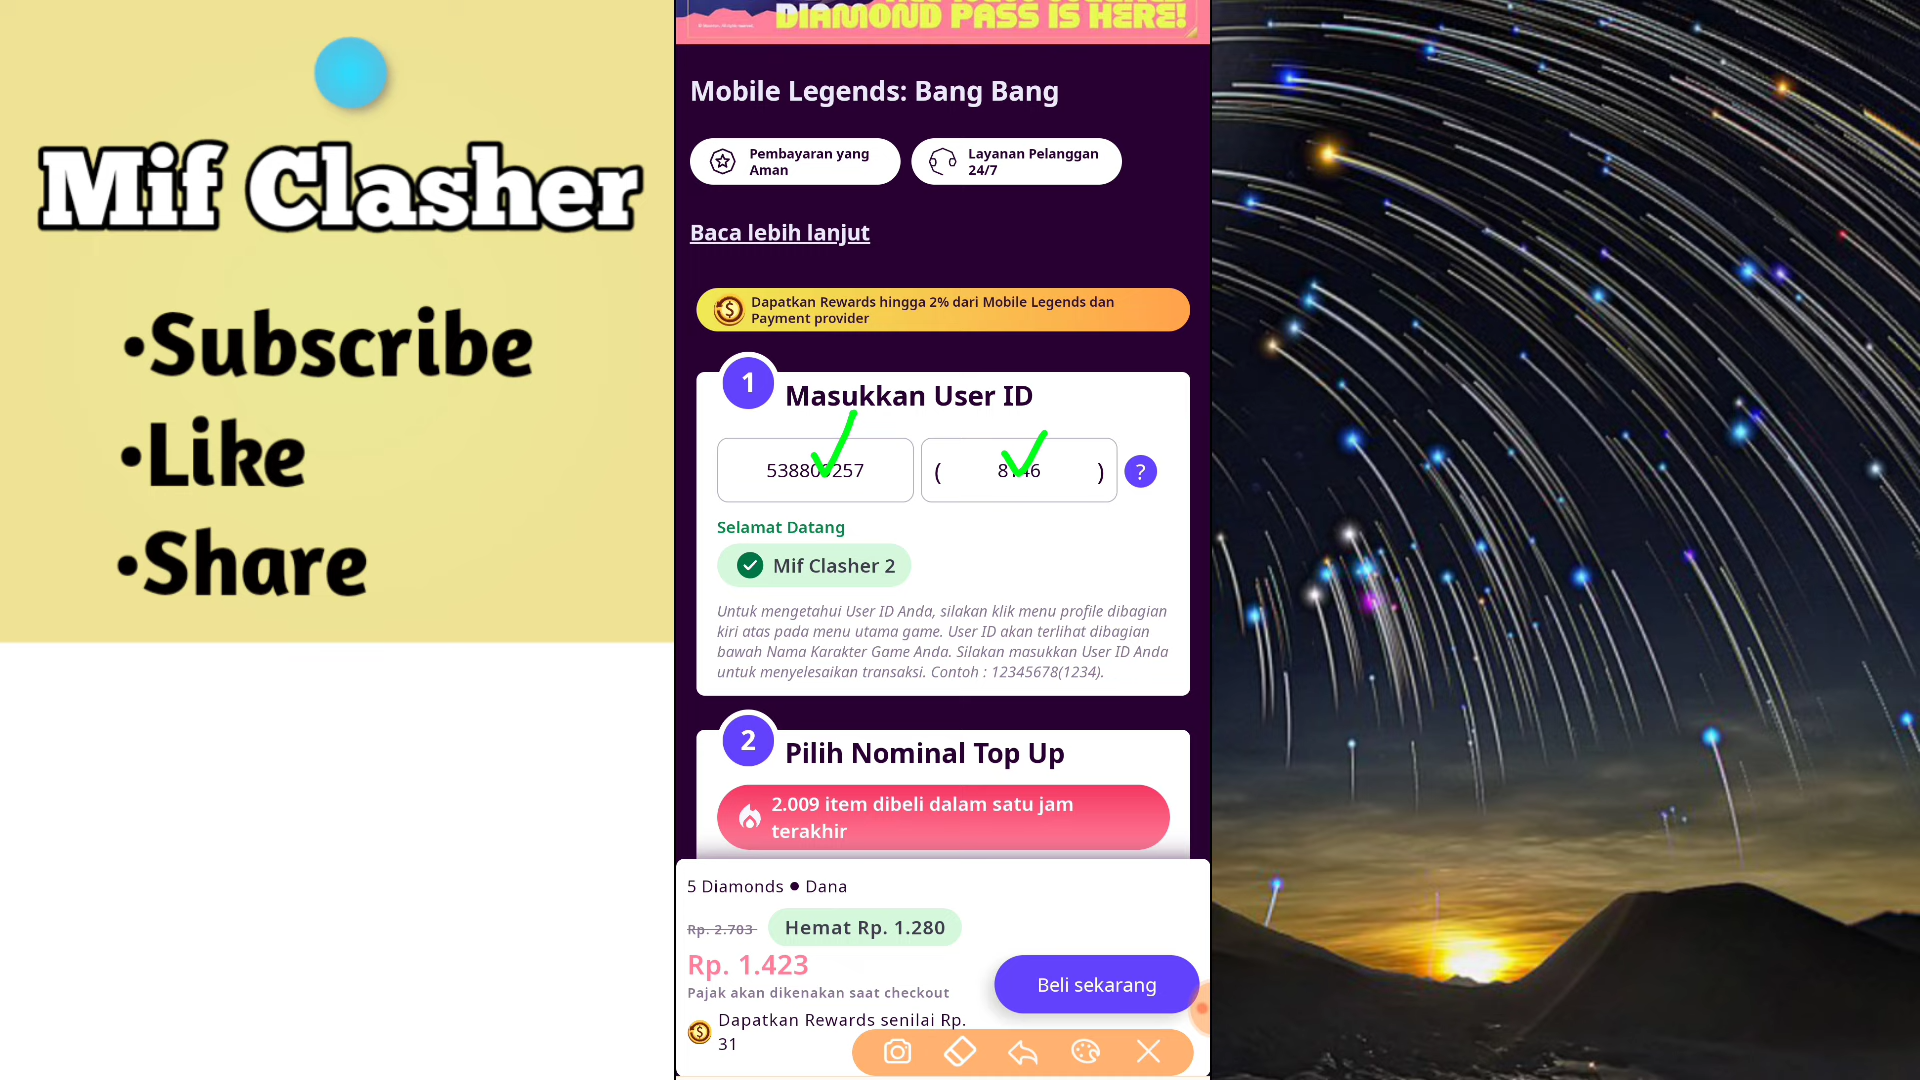 Mif Clasher
•Subscribe
•Like
•Share
DIAMOND PASS IS HERE!
Mobile Legends: Bang Bang
Pembayaran yang
Aman
Layanan Pelanggan
24/7
Baca lebih lanjut
Dapatkan Rewards hingga 2% dari Mobile Legends dan
Payment provider
1
Masukkan User ID
( )
?
Selamat Datang
Mif Clasher 2
Untuk mengetahui User ID Anda, silakan klik menu profile dibagian
kiri atas pada menu utama game. User ID akan terlihat dibagian
bawah Nama Karakter Game Anda. Silakan masukkan User ID Anda
untuk menyelesaikan transaksi. Contoh : 12345678(1234).
2
Pilih Nominal Top Up
2.009 item dibeli dalam satu jam
terakhir
5 Diamonds ● Dana
Rp. 2.703
Hemat Rp. 1.280
Rp. 1.423
Pajak akan dikenakan saat checkout
Beli sekarang
Dapatkan Rewards senilai Rp.
31